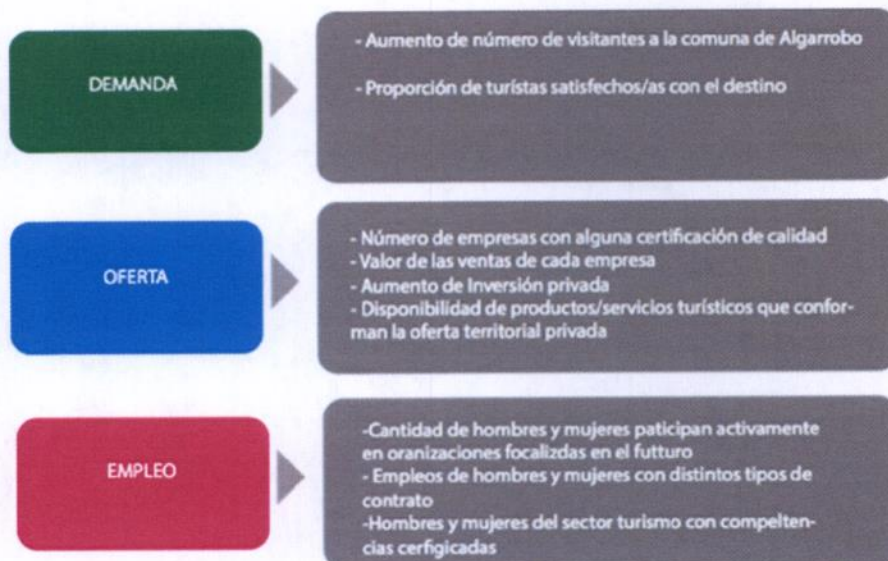 DEMANDA
- Aumento de número de visitantes a la comuna de Algarrobo
- Proporción de turístas satisfechos/as con el destino
OFERTA
- Número de empresas con alguna certificación de calidad
- Valor de las ventas de cada empresa
- Aumento de Inversión privada
- Disponibilidad de productos/servicios turísticos que confor-
man la oferta territorial privada
EMPLEO
-Cantidad de hombres y mujeres paticipan activamente
en oranizaciones focalizdas en el futturo
- Empleos de hombres y mujeres con distintos tipos de
contrato
-Hombres y mujeres del sector turismo con compelten-
cias cerfigicadas